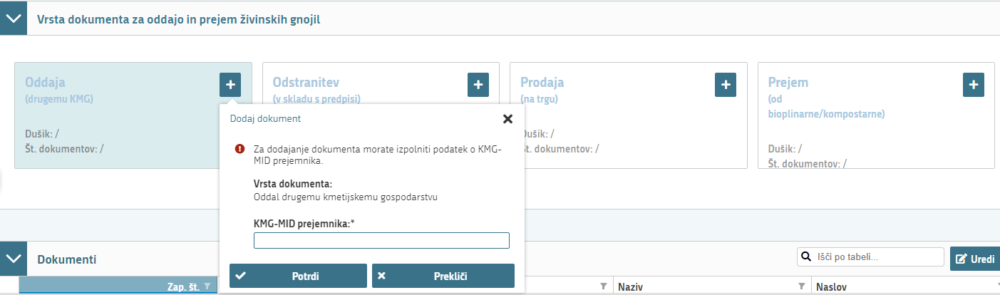 Vrsta dokumenta za oddajo in prejem živinskih gnojil
Oddaja
(drugemu KMG)
Dušik: /
Št. dokumentov: /
Odstranitev
(v skladu s predpisi)
Prodaja
(na trgu)
Dušik: /
Št. dokumentov: /
Prejem
(od
bioplinarne/kompostarne)
Dušik: /
Št. dokumentov: /
Dodaj dokument
Za dodajanje dokumenta morate izpolniti podatek o KMG-
MID prejemnika.
Vrsta dokumenta:
Oddal drugemu kmetijskemu gospodarstvu
KMG-MID prejemnika:*
Potrdi
Prekliči
Dokumenti
Išči po tabeli...
Uredi
Zap. št.
Naziv
Naslov